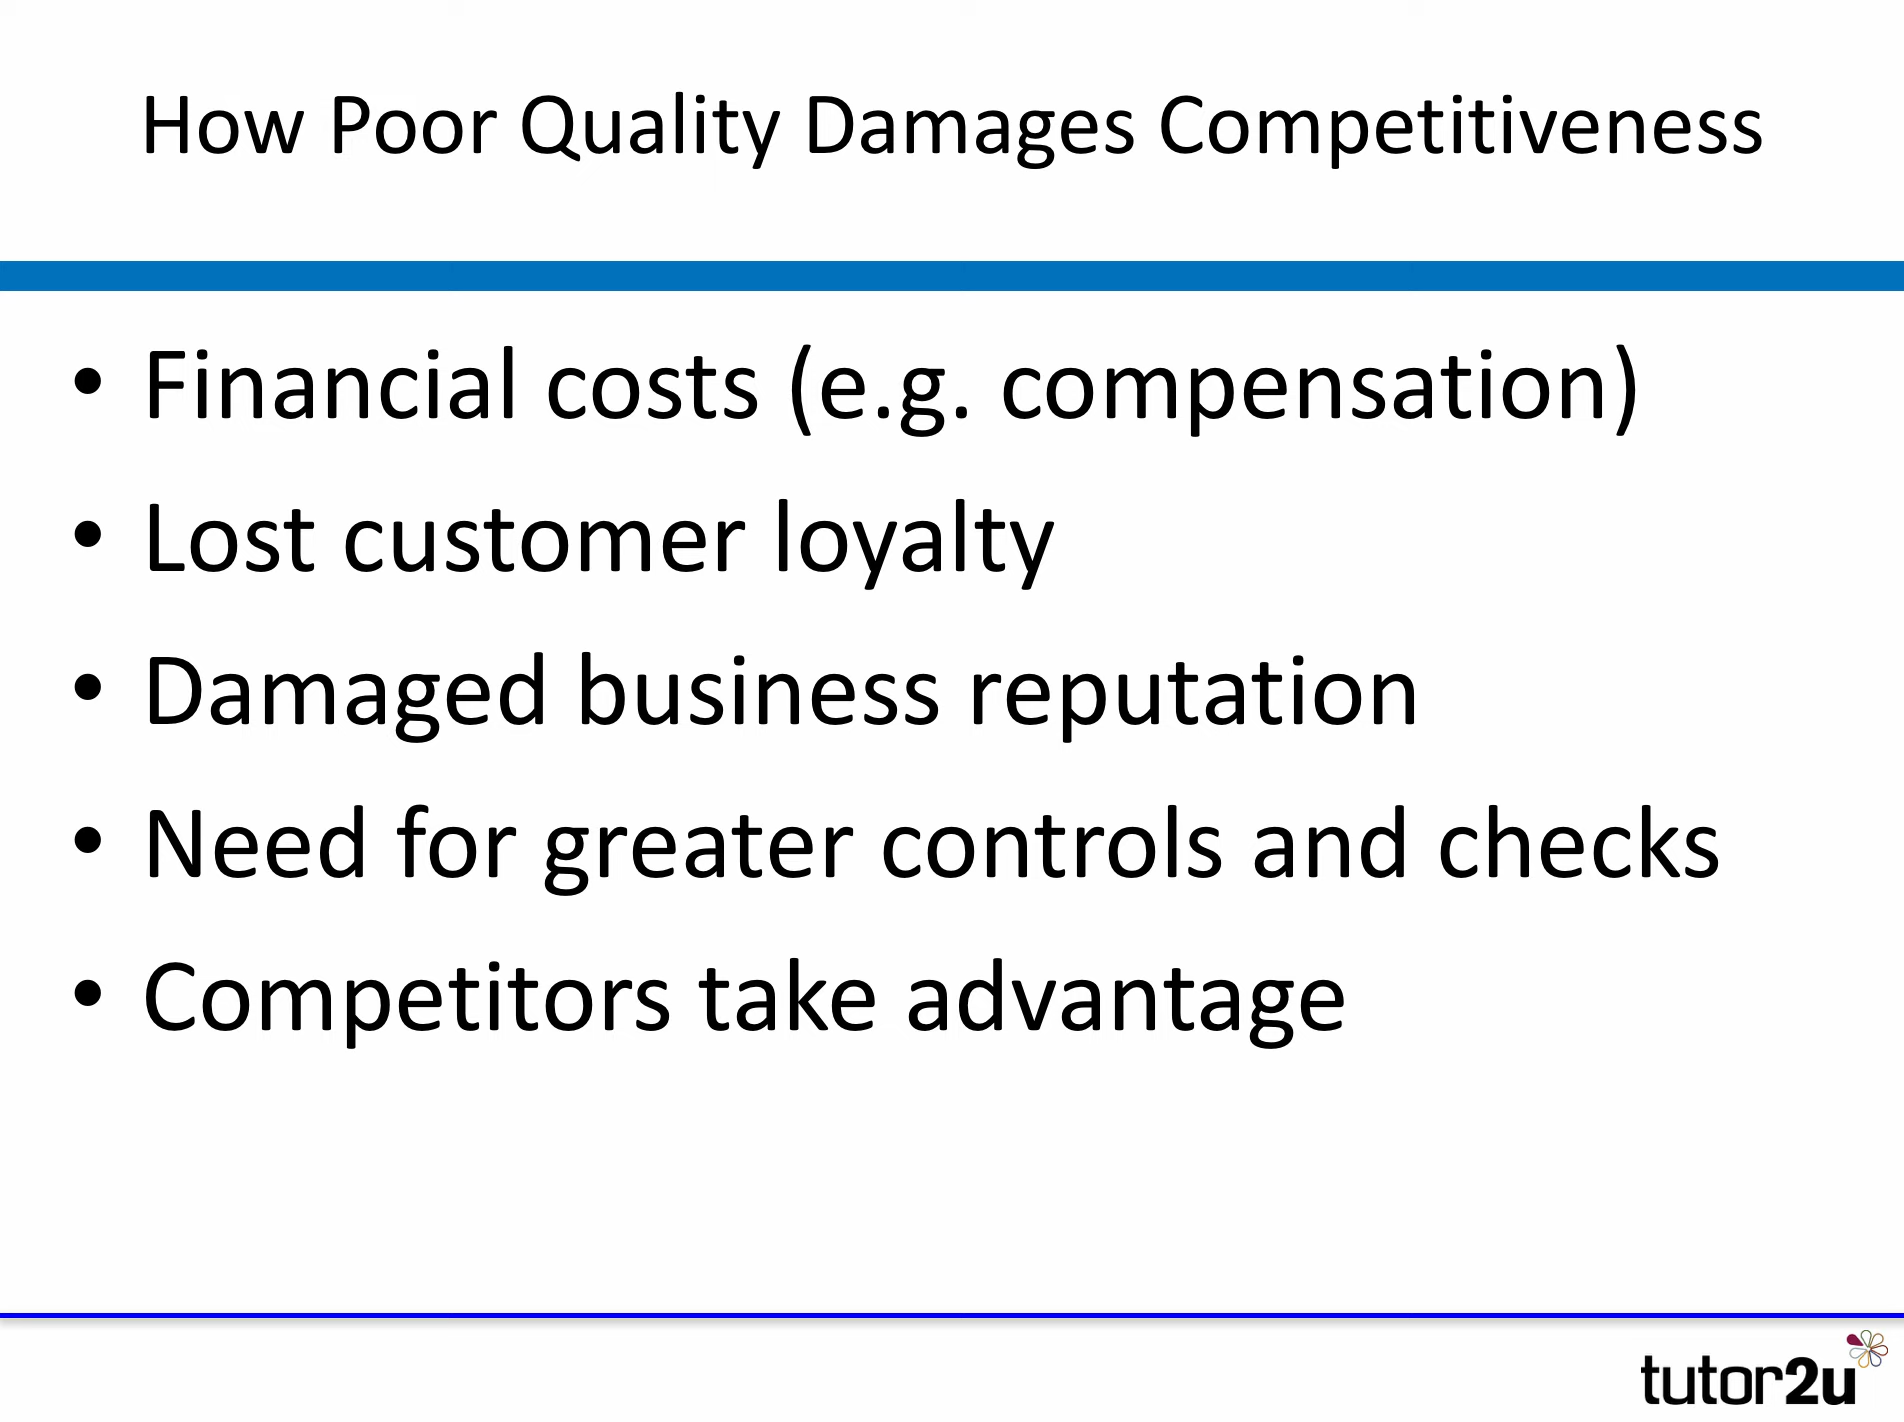 How Poor Quality Damages Competitiveness
• Financial costs (e.g. compensation)
• Lost customer loyalty
• Damaged business reputation
• Need for greater controls and checks
• Competitors take advantage
tutor2u